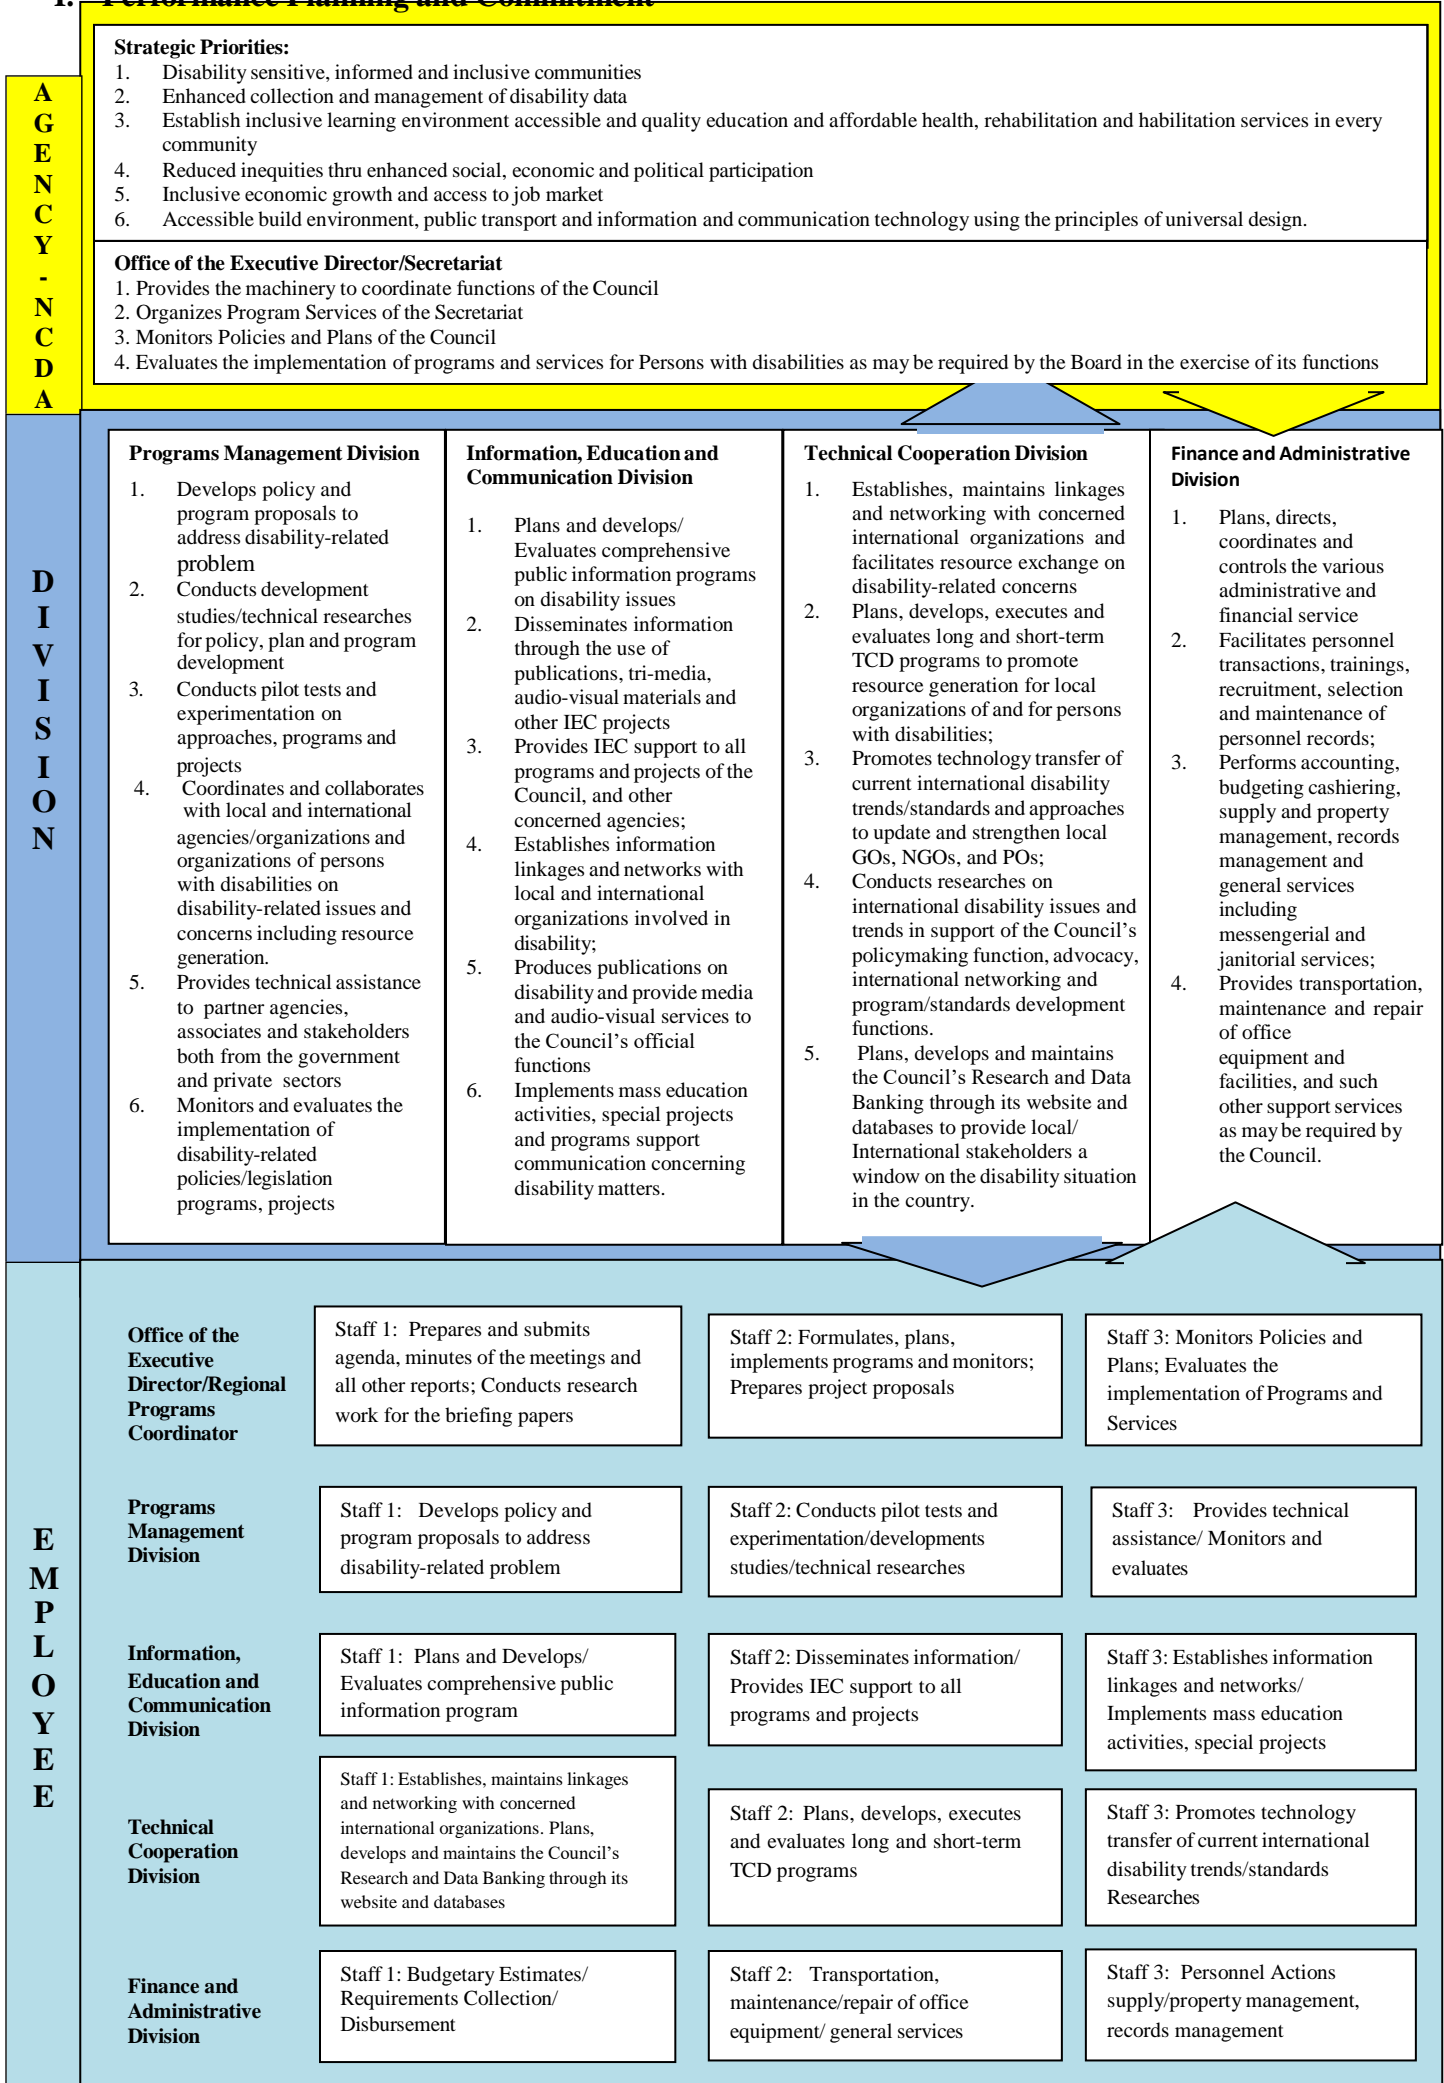 I. Performance Planning and Commitment
Strategic Priorities:
1. Disability sensitive, informed and inclusive communities
2. Enhanced collection and management of disability data
3. Establish inclusive learning environment accessible and quality education and affordable health, rehabilitation and habilitation services in every
community
4. Reduced inequities thru enhanced social, economic and political participation
5. Inclusive economic growth and access to job market
6. Accessible build environment, public transport and information and communication technology using the principles of universal design.
Office of the Executive Director/Secretariat
1. Provides the machinery to coordinate functions of the Council
2. Organizes Program Services of the Secretariat
3. Monitors Policies and Plans of the Council
4. Evaluates the implementation of programs and services for Persons with disabilities as may be required by the Board in the exercise of its functions
A
G
E
N
C
Y
-
N
C
D
A
D
I
V
I
S
I
O
N
Programs Management Division
1. Develops policy and
program proposals to
address disability-related
problem
2. Conducts development
studies/technical researches
for policy, plan and program
development
3. Conducts pilot tests and
experimentation on
approaches, programs and
projects
4. Coordinates and collaborates
with local and international
agencies/organizations and
organizations of persons
with disabilities on
disability-related issues and
concerns including resource
generation.
5. Provides technical assistance
to partner agencies,
associates and stakeholders
both from the government
and private sectors
6. Monitors and evaluates the
implementation of
disability-related
policies/legislation
programs, projects
Information, Education and
Communication Division
1. Plans and develops/
Evaluates comprehensive
public information programs
on disability issues
2. Disseminates information
through the use of
publications, tri-media,
audio-visual materials and
other IEC projects
3. Provides IEC support to all
programs and projects of the
Council, and other
concerned agencies;
4. Establishes information
linkages and networks with
local and international
organizations involved in
disability;
5. Produces publications on
disability and provide media
and audio-visual services to
the Council’s official
functions
6. Implements mass education
activities, special projects
and programs support
communication concerning
disability matters.
Technical Cooperation Division
1. Establishes, maintains linkages
and networking with concerned
international organizations and
facilitates resource exchange on
disability-related concerns
2. Plans, develops, executes and
evaluates long and short-term
TCD programs to promote
resource generation for local
organizations of and for persons
with disabilities;
3. Promotes technology transfer of
current international disability
trends/standards and approaches
to update and strengthen local
GOs, NGOs, and POs;
4. Conducts researches on
international disability issues and
trends in support of the Council’s
policymaking function, advocacy,
international networking and
program/standards development
functions.
5. Plans, develops and maintains
the Council’s Research and Data
Banking through its website and
databases to provide local/
International stakeholders a
window on the disability situation
in the country.
Finance and Administrative
Division
1. Plans, directs,
coordinates and
controls the various
administrative and
financial service
2. Facilitates personnel
transactions, trainings,
recruitment, selection
and maintenance of
personnel records;
3. Performs accounting,
budgeting cashiering,
supply and property
management, records
management and
general services
including
messengerial and
janitorial services;
4. Provides transportation,
maintenance and repair
of office
equipment and
facilities, and such
other support services
as may be required by
the Council.
E
M
P
L
O
Y
E
E
Office of the
Executive
Director/Regional
Programs
Coordinator
Staff 1: Prepares and submits
agenda, minutes of the meetings and
all other reports; Conducts research
work for the briefing papers
Staff 2: Formulates, plans,
implements programs and monitors;
Prepares project proposals
Staff 3: Monitors Policies and
Plans; Evaluates the
implementation of Programs and
Services
Programs
Management
Division
Staff 1: Develops policy and
program proposals to address
disability-related problem
Staff 2: Conducts pilot tests and
experimentation/developments
studies/technical researches
Staff 3: Provides technical
assistance/ Monitors and
evaluates
Information,
Education and
Communication
Division
Staff 1: Plans and Develops/
Evaluates comprehensive public
information program
Staff 2: Disseminates information/
Provides IEC support to all
programs and projects
Staff 3: Establishes information
linkages and networks/
Implements mass education
activities, special projects
Technical
Cooperation
Division
Staff 1: Establishes, maintains linkages
and networking with concerned
international organizations. Plans,
develops and maintains the Council’s
Research and Data Banking through its
website and databases
Staff 2: Plans, develops, executes
and evaluates long and short-term
TCD programs
Staff 3: Promotes technology
transfer of current international
disability trends/standards
Researches
Finance and
Administrative
Division
Staff 1: Budgetary Estimates/
Requirements Collection/
Disbursement
Staff 2: Transportation,
maintenance/repair of office
equipment/ general services
Staff 3: Personnel Actions
supply/property management,
records management